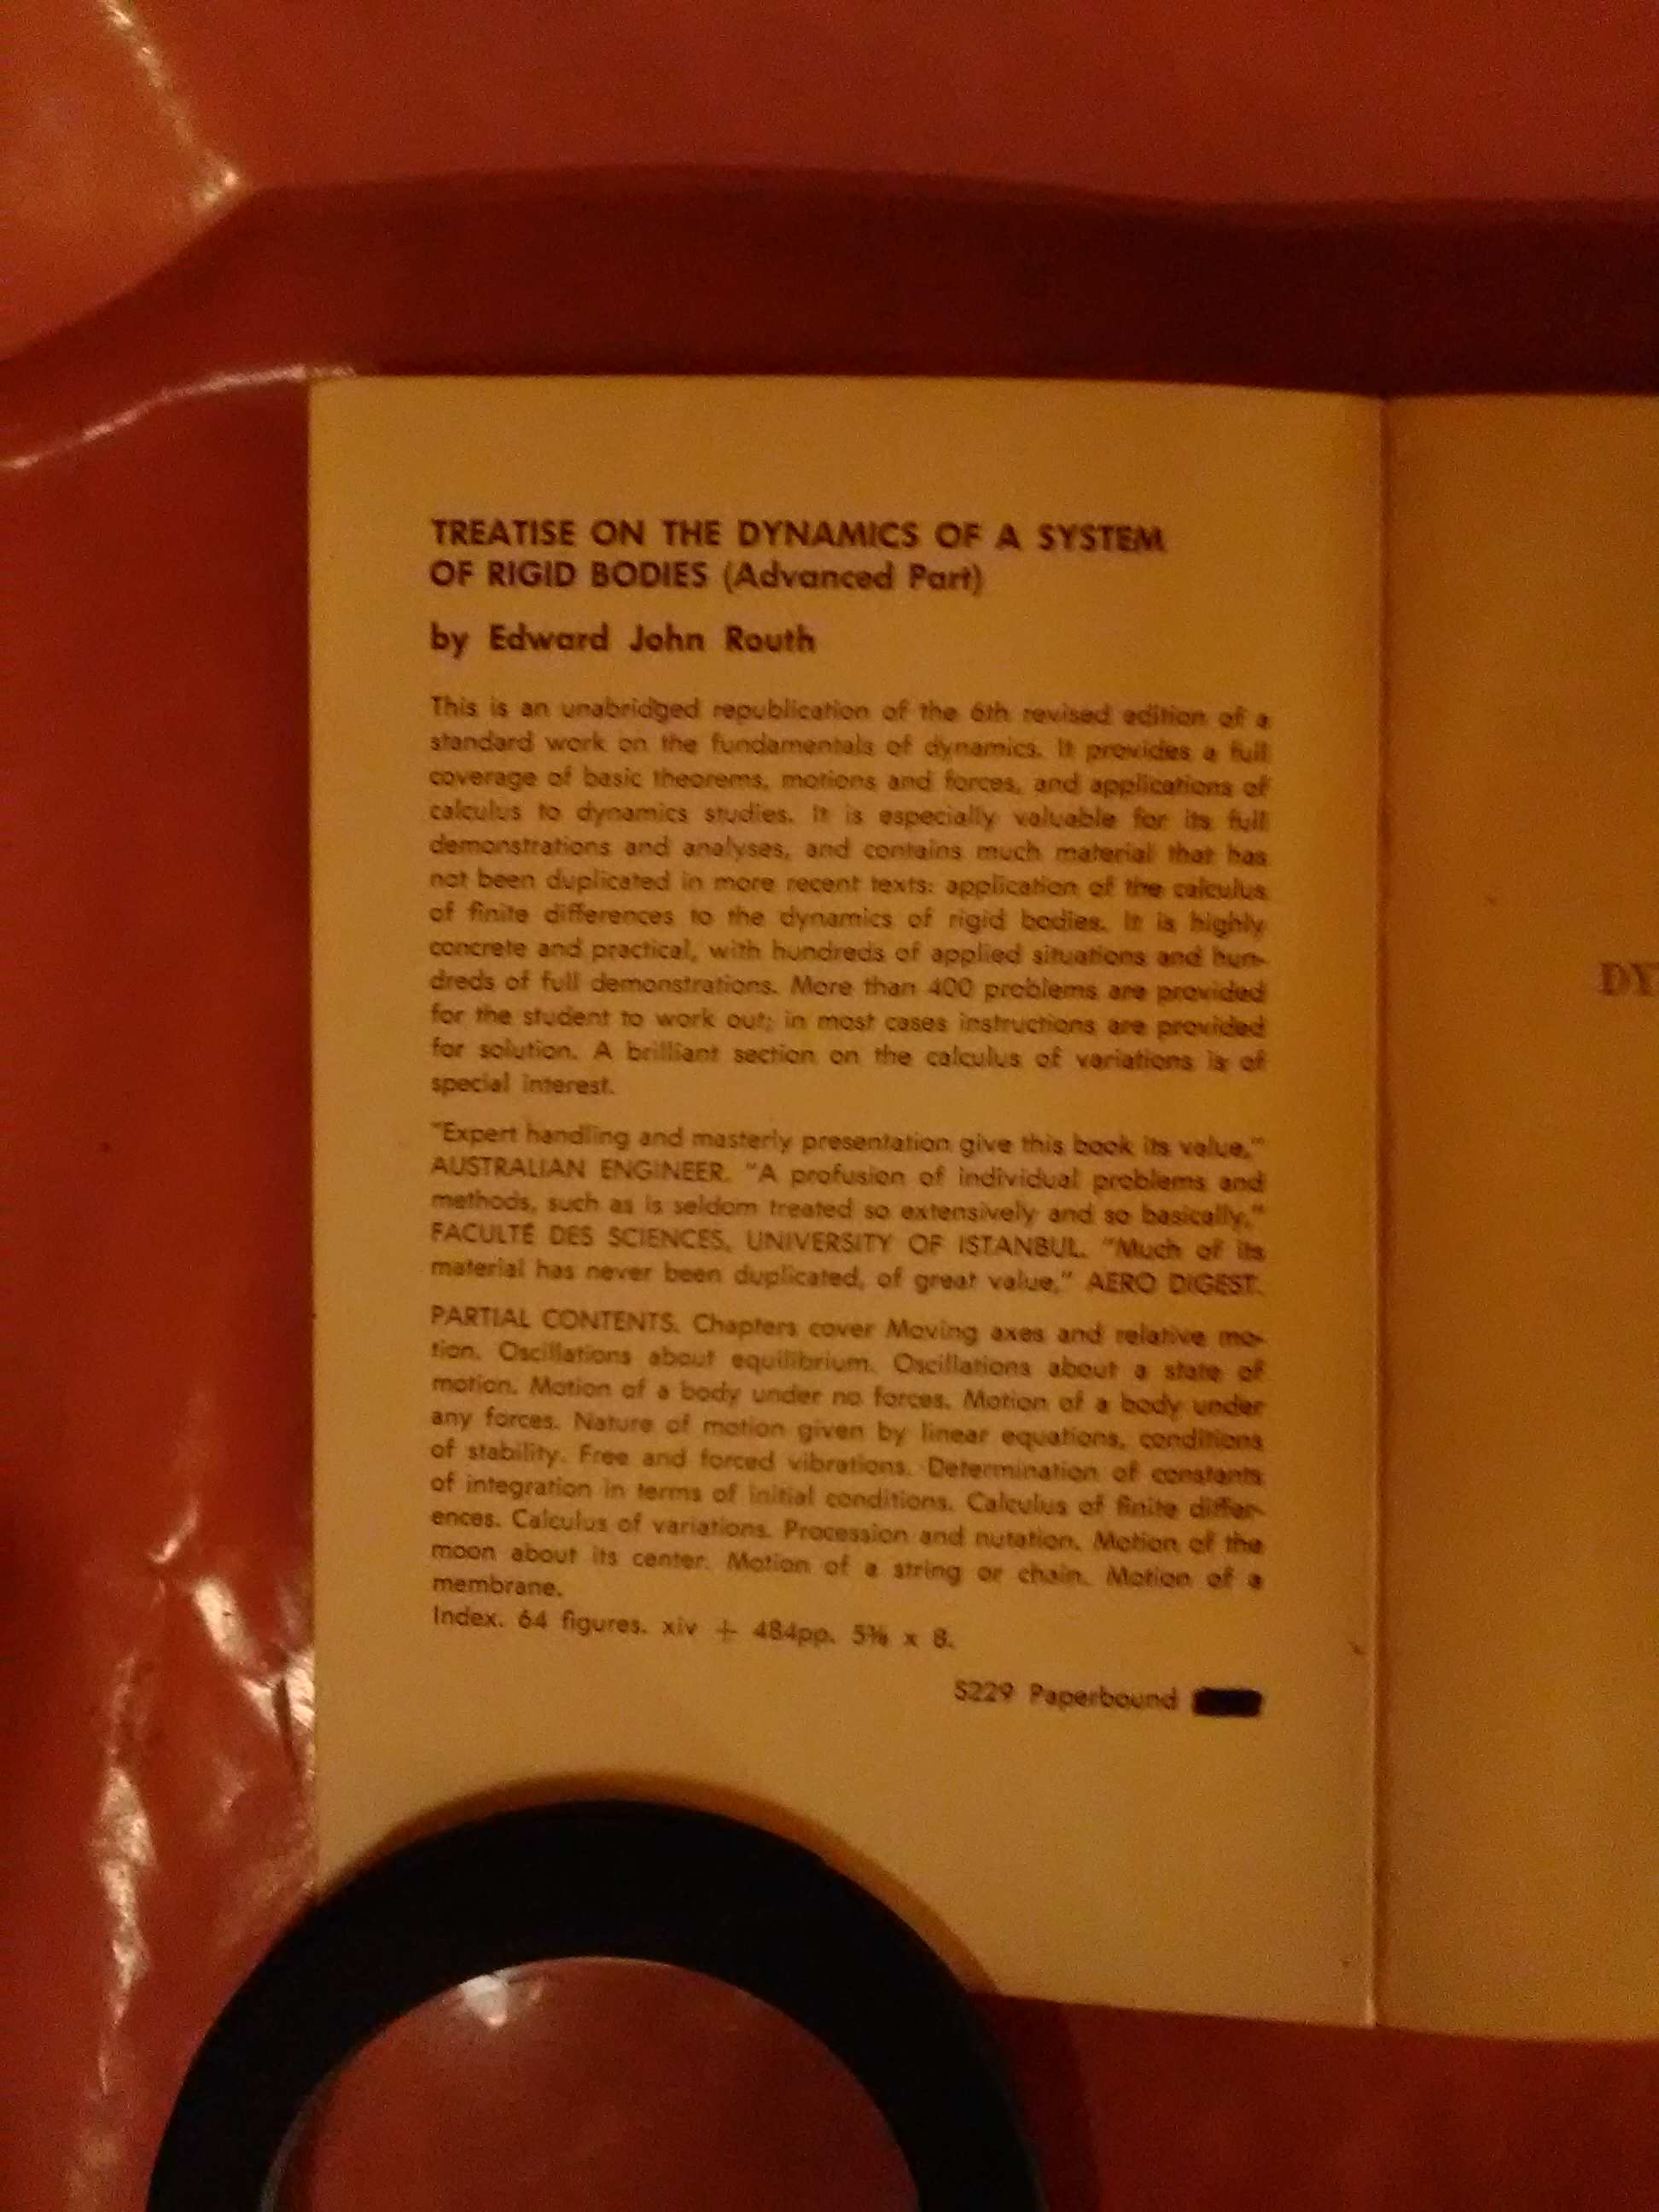 TREATISE ON THE DYNAMICS OF A SYSTEM
OF RIGID BODIES (Advanced Part)
by Edward John Routh
This is an unabridged republication of the 6th revised edition of a
standard work on the fundamentals of dynamics. It provides a full
coverage of basic theorems, motions and forces, and applications of
calculus to dynamics studies. It is especially valuable for its full
demonstrations and analyses, and contains much material that has
not been duplicated in more recent texts: application of the calculus
of finite differences to the dynamics of rigid bodies. It is highly
concrete and practical, with hundreds of applied situations and hun-
dreds of full demonstrations. More than 400 problems are provided
for the student to work out; in most cases instructions are provided
for solution. A brilliant section on the calculus of variations is of
special interest.
"Expert handling and masterly presentation give this book its value,"
AUSTRALIAN ENGINEER. "A profusion of individual problems and
methods, such as is seldom treated so extensively and so basically,"
FACULTÉ DES SCIENCES, UNIVERSITY OF ISTANBUL. "Much of its
material has never been duplicated, of great value," AERO DIGEST.
PARTIAL CONTENTS. Chapters cover Moving axes and relative mo-
tion. Oscillations about equilibrium. Oscillations about a state of
motion. Motion of a body under no forces. Motion of a body under
any forces. Nature of motion given by linear equations, conditions
of stability. Free and forced vibrations. Determination of constants
of integration in terms of initial conditions. Calculus of finite differ-
ences. Calculus of variations. Procession and nutation. Motion of the
moon about its center. Motion of a string or chain. Motion of a
membrane.
Index. 64 figures. xiv + 484pp. 5⅜ x 8.
S229 Paperbound
DY